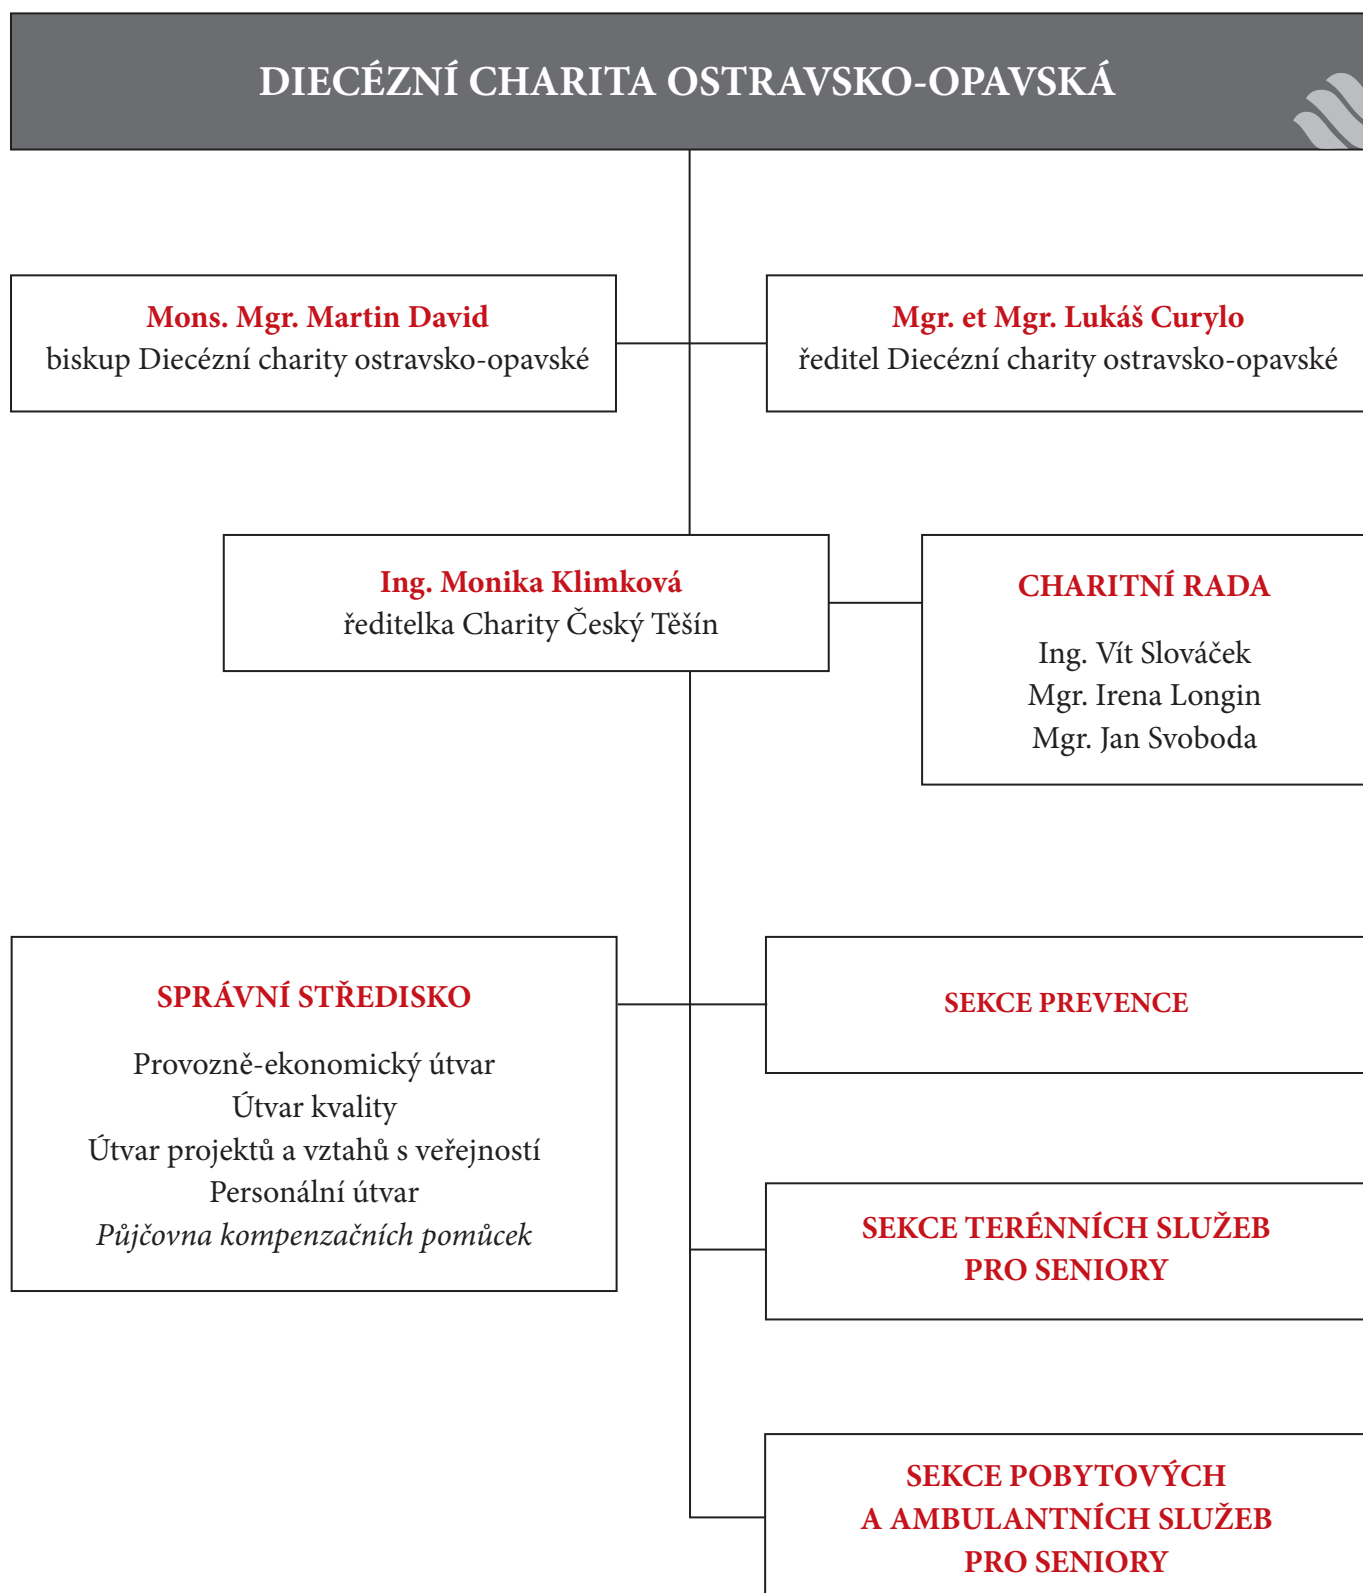 DIECÉZNÍ CHARITA OSTRAVSKO-OPAVSKÁ
Mons. Mgr. Martin David
biskup Diecézní charity ostravsko-opavské
Mgr. et Mgr. Lukáš Curylo
ředitel Diecézní charity ostravsko-opavské
Ing. Monika Klimková
ředitelka Charity Český Těšín
CHARITNÍ RADA
Ing. Vít Slováček
Mgr. Irena Longin
Mgr. Jan Svoboda
SPRÁVNÍ STŘEDISKO
Provozně-ekonomický útvar
Útvar kvality
Útvar projektů a vztahů s veřejností
Personální útvar
Půjčovna kompenzačních pomůcek
SEKCE PREVENCE
SEKCE TERÉNNÍCH SLUŽEB
PRO SENIORY
SEKCE POBYTOVÝCH
A AMBULANTNÍCH SLUŽEB
PRO SENIORY